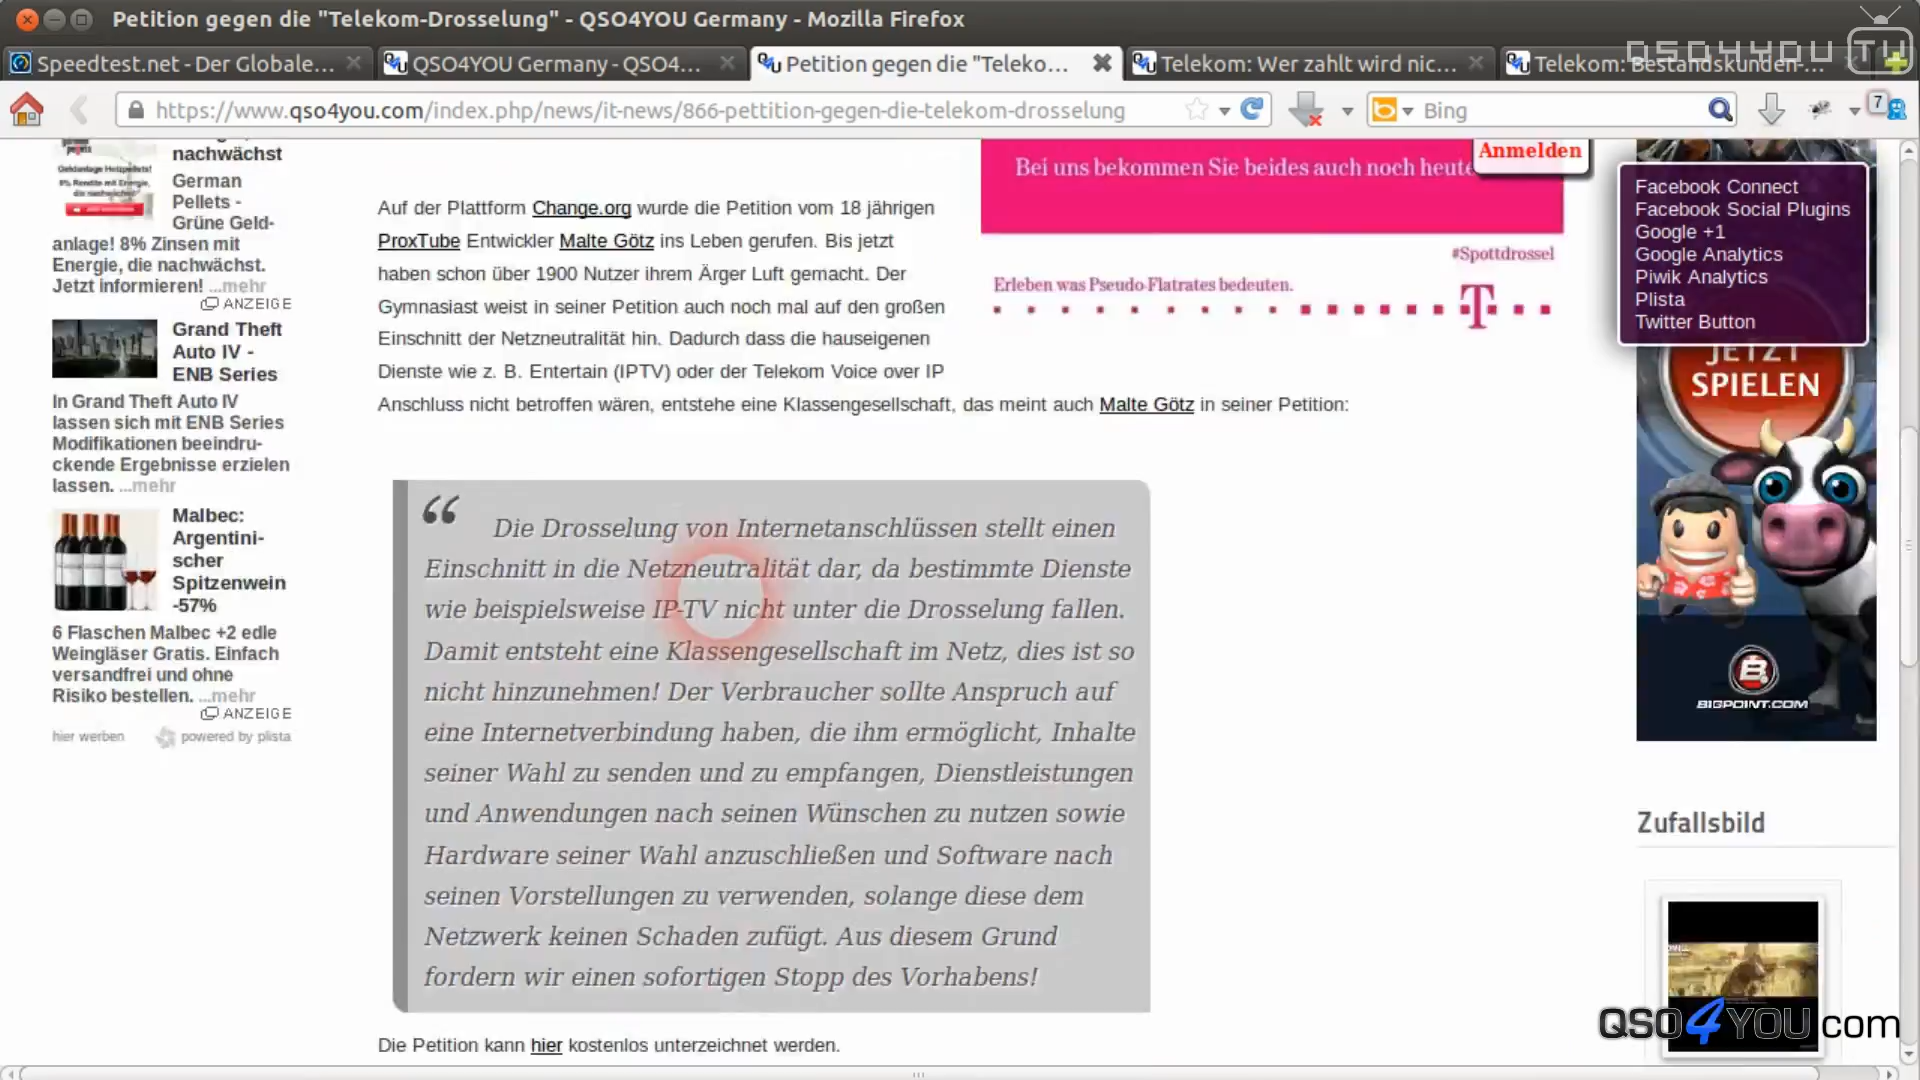 Petition gegen die "Telekom-Drosselung" - QSO4YOU Germany - Mozilla Firefox
Speedtest.net - Der Globale...
QSO4YOU Germany - QSO4...
Petition gegen die "Teleko...
Telekom: Wer zahlt wird nic...
Telekom: Bestandskunden-...
QSO4YOU TV
https://www.qso4you.com/index.php/news/it-news/866-pettition-gegen-die-telekom-drosselung
Bing
7
nachwächst
German
Pellets -
Grüne Geld-
anlage! 8% Zinsen mit
Energie, die nachwächst.
Jetzt informieren! ...mehr
ANZEIGE
Grand Theft
Auto IV -
ENB Series
In Grand Theft Auto IV
lassen sich mit ENB Series
Modifikationen beeindru-
ckende Ergebnisse erzielen
lassen. ...mehr
Malbec:
Argentini-
scher
Spitzenwein
-57%
6 Flaschen Malbec +2 edle
Weingläser Gratis. Einfach
versandfrei und ohne
Risiko bestellen. ...mehr
ANZEIGE
hier werben
powered by plista
Auf der Plattform Change.org wurde die Petition vom 18 jährigen
ProxTube Entwickler Malte Götz ins Leben gerufen. Bis jetzt
haben schon über 1900 Nutzer ihrem Ärger Luft gemacht. Der
Gymnasiast weist in seiner Petition auch noch mal auf den großen
Einschnitt der Netzneutralität hin. Dadurch dass die hauseigenen
Dienste wie z. B. Entertain (IPTV) oder der Telekom Voice over IP
Anschluss nicht betroffen wären, entstehe eine Klassengesellschaft, das meint auch Malte Götz in seiner Petition:
Bei uns bekommen Sie beides auch noch heute
Anmelden
#Spottdrossel
Erleben was Pseudo-Flatrates bedeuten.
T
“ Die Drosselung von Internetanschlüssen stellt einen
Einschnitt in die Netzneutralität dar, da bestimmte Dienste
wie beispielsweise IP-TV nicht unter die Drosselung fallen.
Damit entsteht eine Klassengesellschaft im Netz, dies ist so
nicht hinzunehmen! Der Verbraucher sollte Anspruch auf
eine Internetverbindung haben, die ihm ermöglicht, Inhalte
seiner Wahl zu senden und zu empfangen, Dienstleistungen
und Anwendungen nach seinen Wünschen zu nutzen sowie
Hardware seiner Wahl anzuschließen und Software nach
seinen Vorstellungen zu verwenden, solange diese dem
Netzwerk keinen Schaden zufügt. Aus diesem Grund
fordern wir einen sofortigen Stopp des Vorhabens!
Die Petition kann hier kostenlos unterzeichnet werden.
Facebook Connect
Facebook Social Plugins
Google +1
Google Analytics
Piwik Analytics
Plista
Twitter Button
JETZT
SPIELEN
BIGPOINT.COM
Zufallsbild
QSO4YOU.com